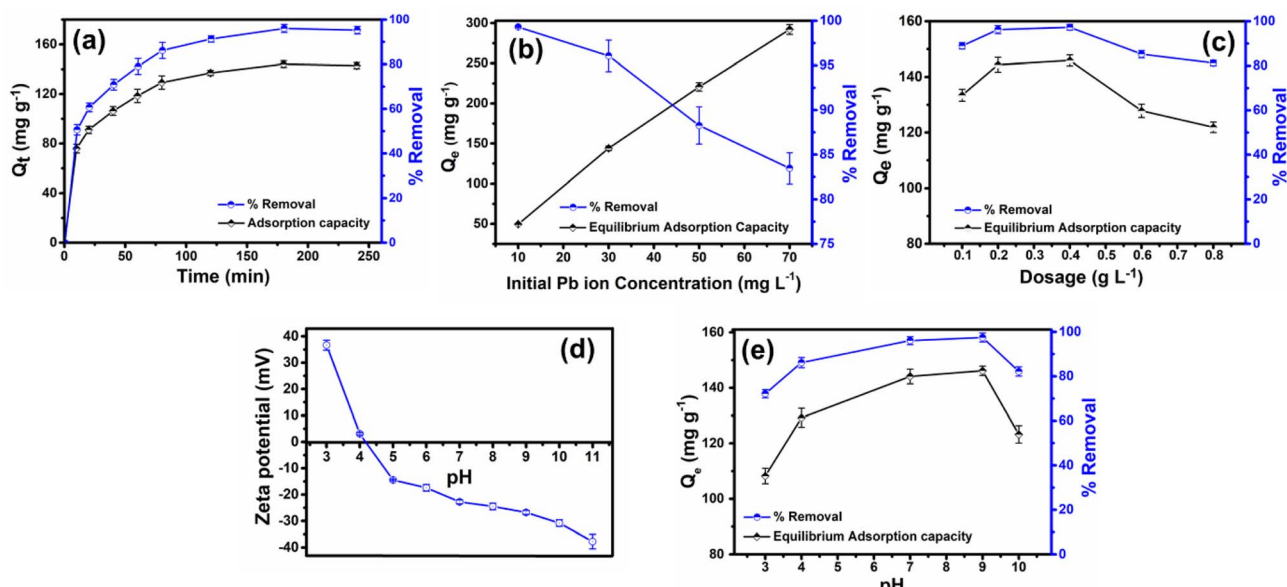 (a)
Qt (mg g-1)
160
120
80
40
0
0 50 100 150 200 250
Time (min)
100
80
60
40
20
0
% Removal
% Removal
Adsorption capacity
(b)
Qe (mg g-1)
300
250
200
150
100
50
10 20 30 40 50 60 70
Initial Pb ion Concentration (mg L-1)
100
95
90
85
80
75
% Removal
% Removal
Equilibrium Adsorption Capacity
(c)
Qe (mg g-1)
160
140
120
160
80
0.1 0.2 0.3 0.4 0.5 0.6 0.7 0.8
Dosage (g L-1)
100
80
60
40
20
0
% Removal
% Removal
Equilibrium Adsorption capacity
(d)
Zeta potential (mV)
40
30
20
10
0
-10
-20
-30
-40
3 4 5 6 7 8 9 10 11
pH
(e)
Qe (mg g-1)
160
140
120
100
80
3 4 5 6 7 8 9 10
pH
100
80
60
40
20
0
% Removal
% Removal
Equilibrium Adsorption capacity